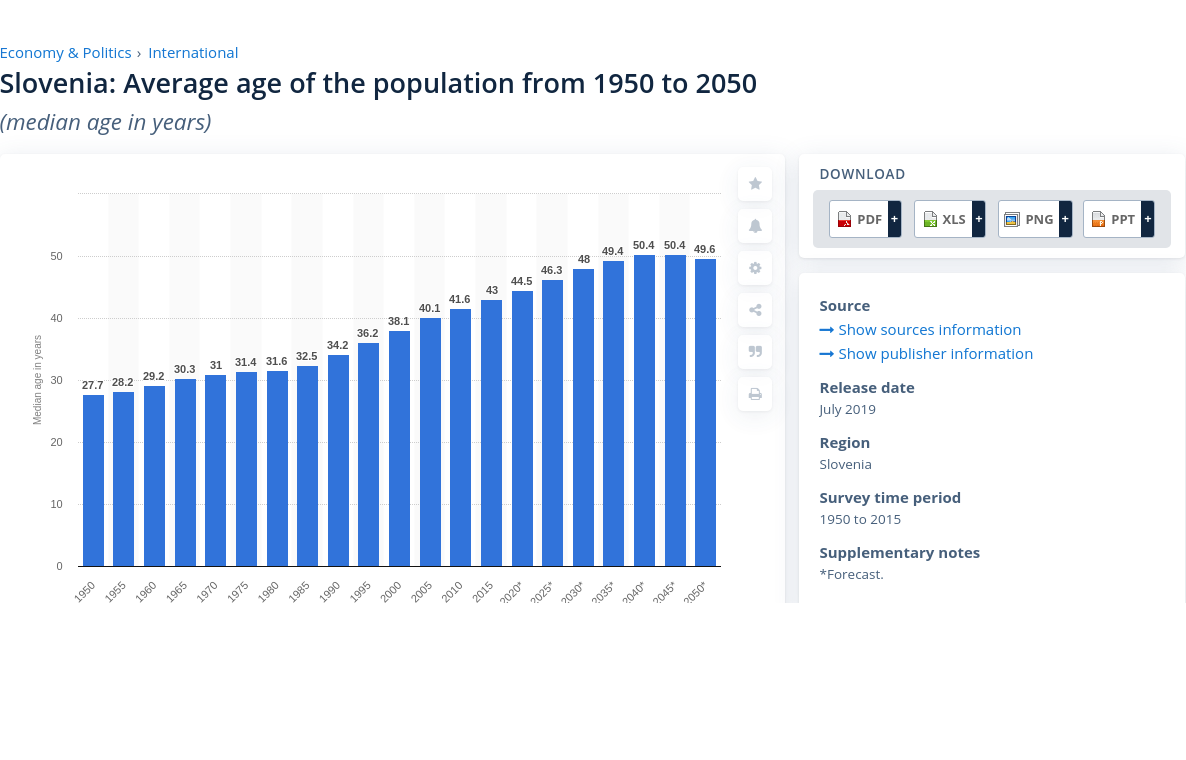 Economy & Politics › International
Slovenia: Average age of the population from 1950 to 2050
(median age in years)
Median age in years
50
40
30
20
10
0
27.7
28.2
29.2
30.3
31
31.4
31.6
32.5
34.2
36.2
38.1
40.1
41.6
43
44.5
46.3
48
49.4
50.4
50.4
49.6
1950
1955
1960
1965
1970
1975
1980
1985
1990
1995
2000
2005
2010
2015
2020*
2025*
2030*
2035*
2040*
2045*
2050*
DOWNLOAD
PDF + XLS + PNG + PPT +
Source
Show sources information
Show publisher information
Release date
July 2019
Region
Slovenia
Survey time period
1950 to 2015
Supplementary notes
*Forecast.